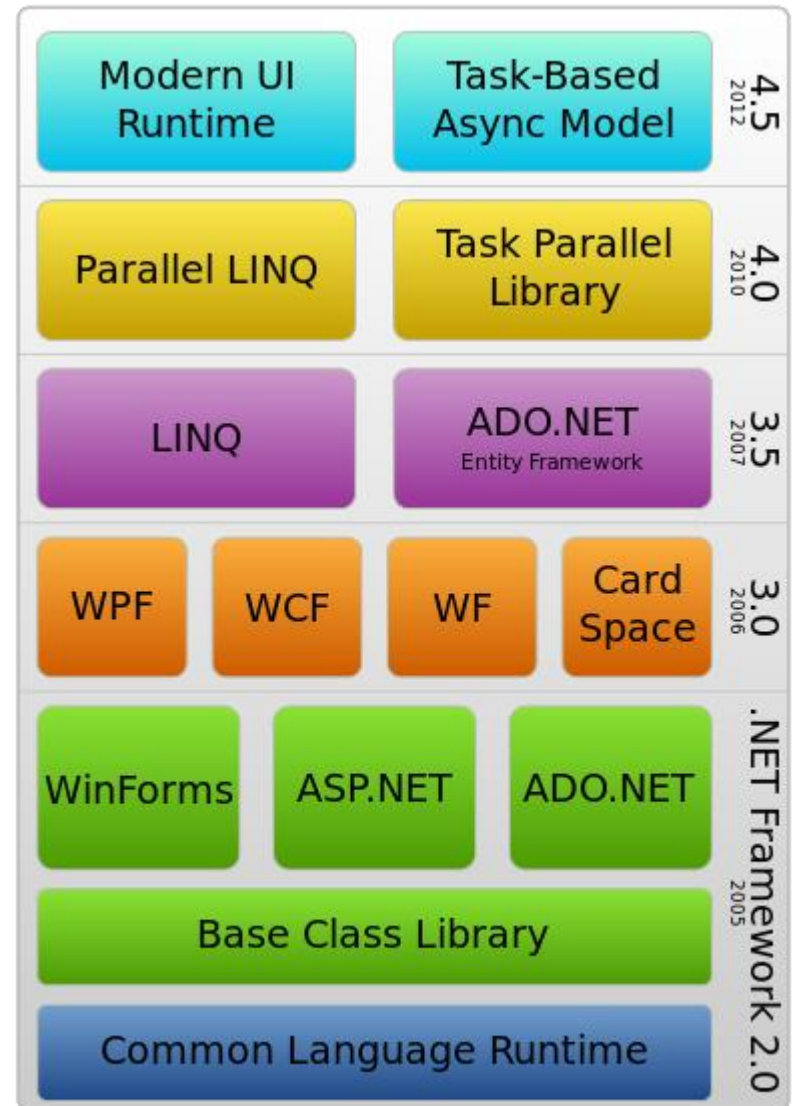 Modern UI
Runtime
Task-Based
Async Model
4.5
2012
Parallel LINQ
Task Parallel
Library
4.0
2010
LINQ
ADO.NET
Entity Framework
3.5
2007
WPF
WCF
WF
Card
Space
3.0
2006
WinForms
ASP.NET
ADO.NET
.NET Framework 2.0
2005
Base Class Library
Common Language Runtime